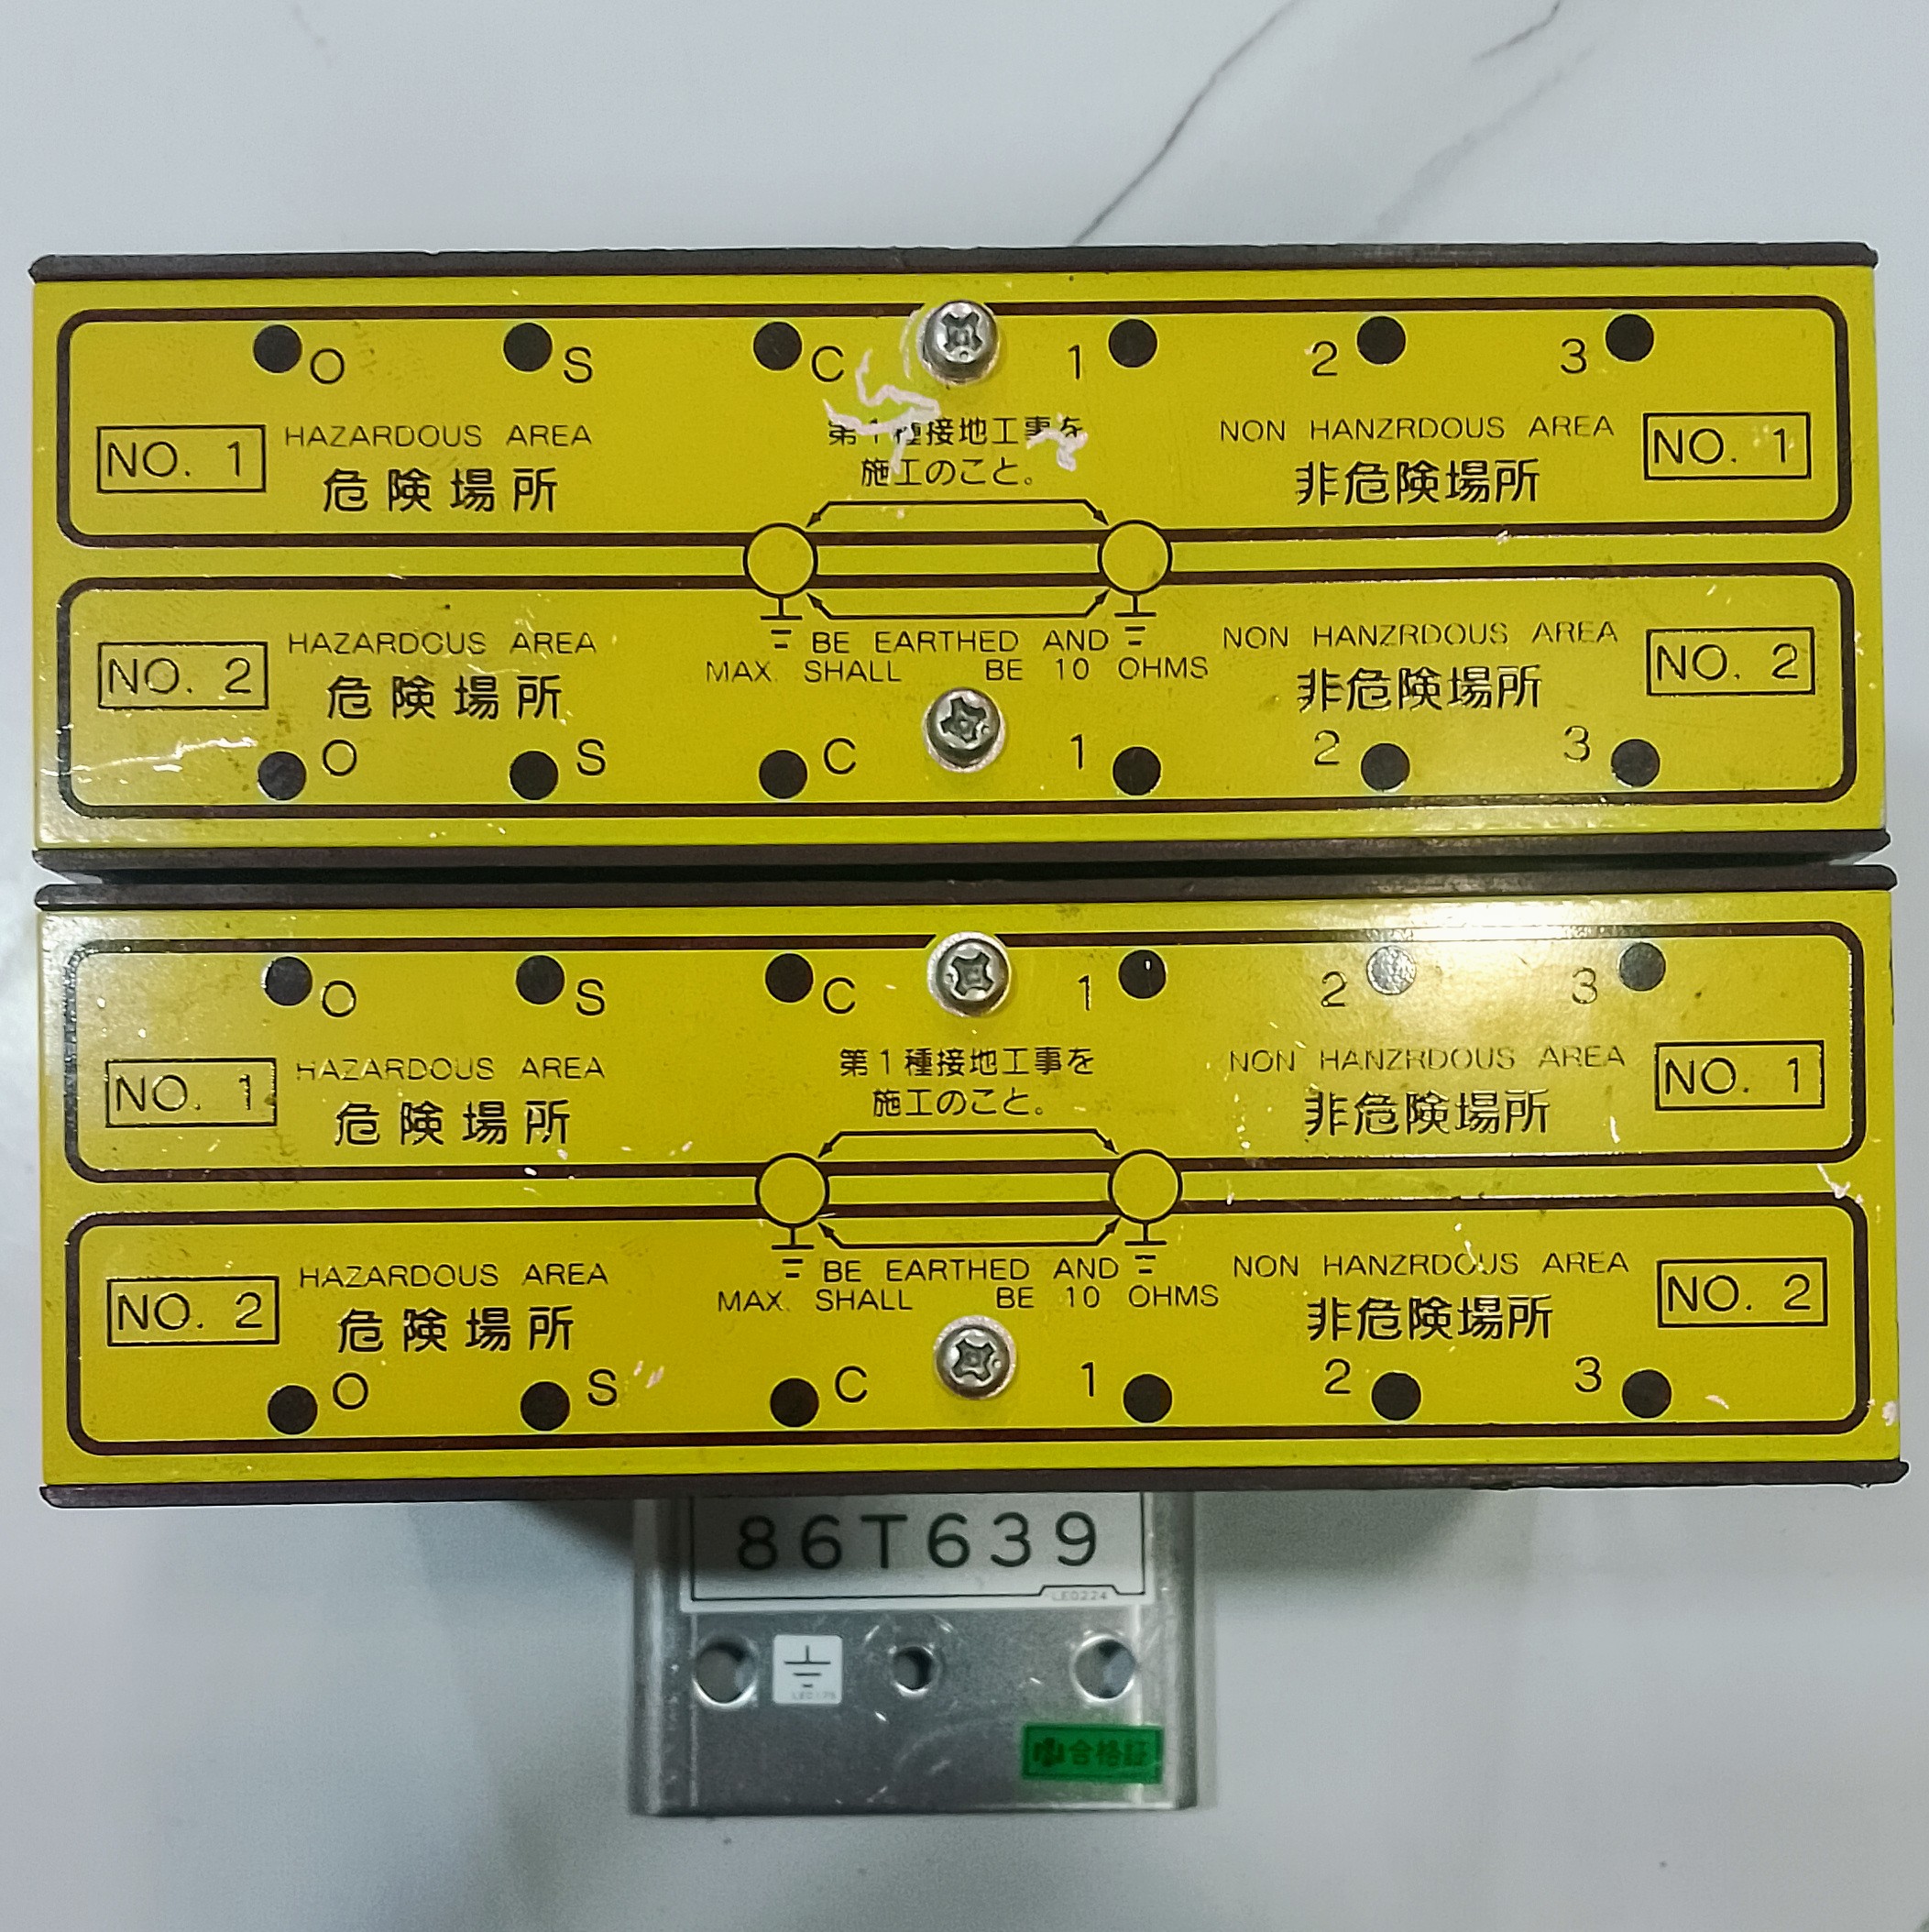 O S C 1 2 3
NO. 1 HAZARDOUS AREA 第1種接地工事を NON HANZRDOUS AREA NO. 1
危険場所 施工のこと。 非危険場所
NO. 2 HAZARDOUS AREA BE EARTHED AND NON HANZRDOUS AREA NO. 2
危険場所 MAX. SHALL BE 10 OHMS 非危険場所
O S C 1 2 3
O S C 1 2 3
NO. 1 HAZARDOUS AREA 第1種接地工事を NON HANZRDOUS AREA NO. 1
危険場所 施工のこと。 非危険場所
NO. 2 HAZARDOUS AREA BE EARTHED AND NON HANZRDOUS AREA NO. 2
危険場所 MAX. SHALL BE 10 OHMS 非危険場所
O S C 1 2 3
86T639
LE0224
合格証